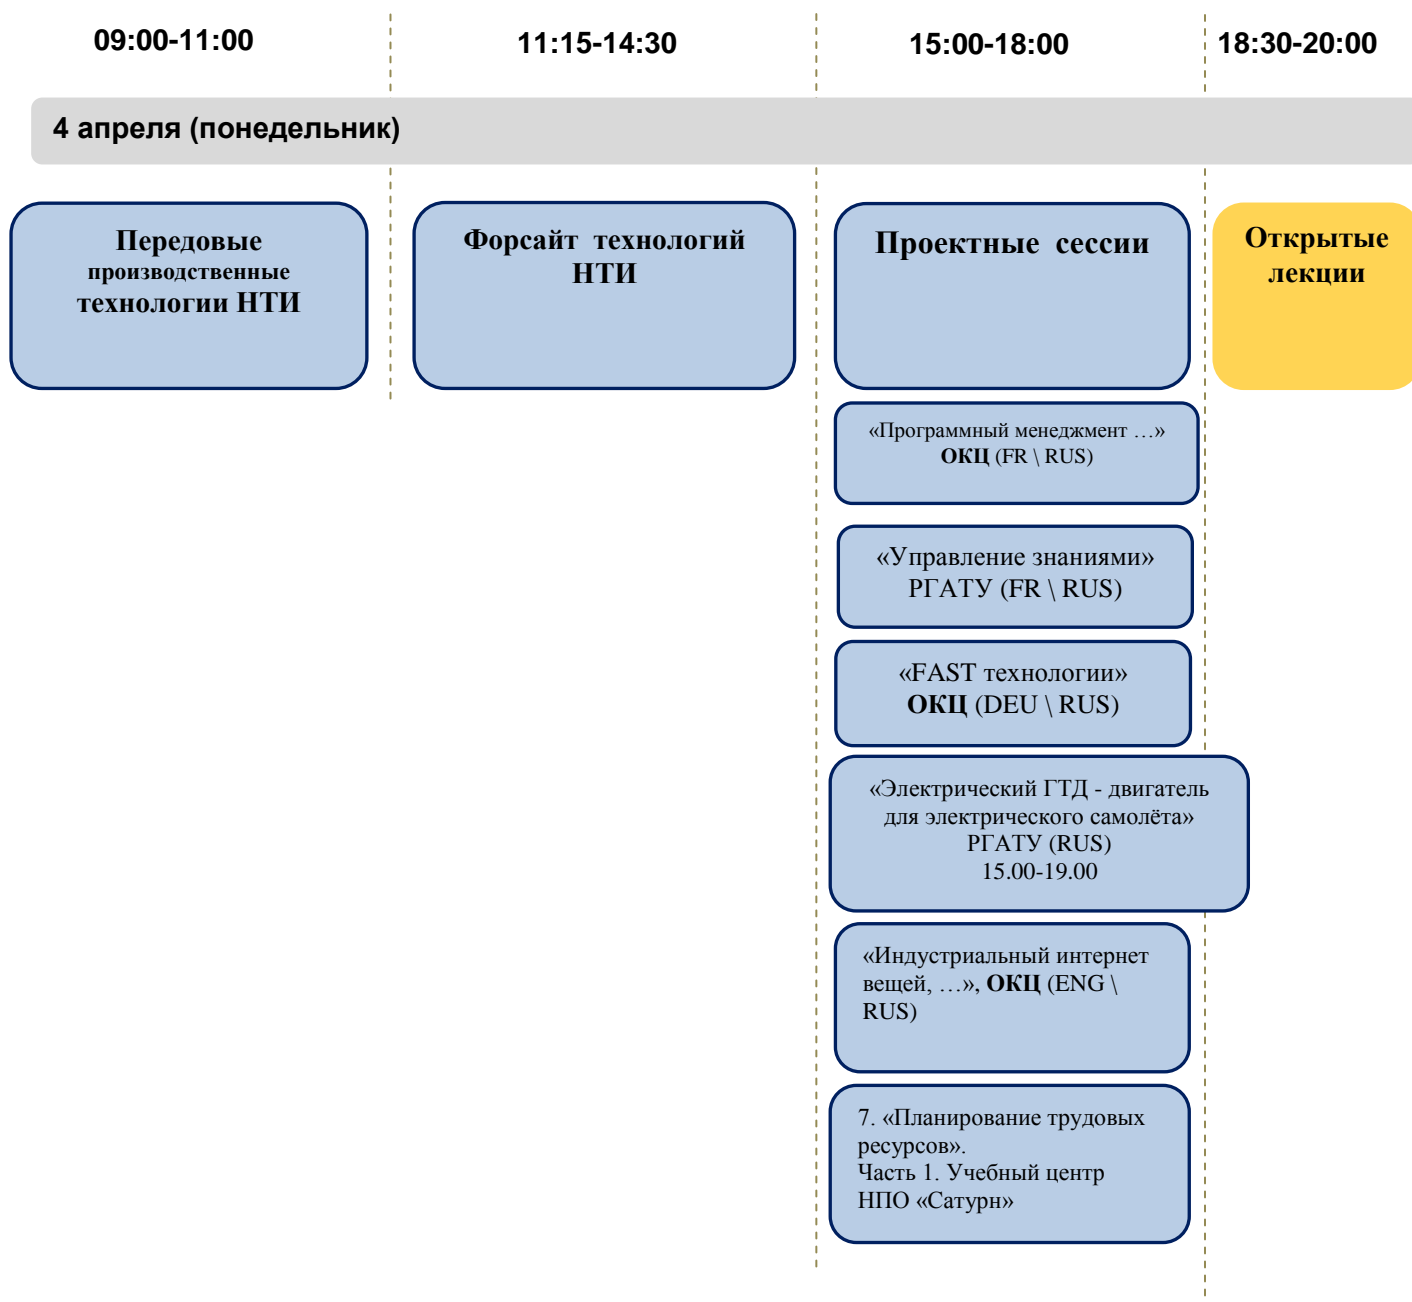 09:00-11:00
11:15-14:30
15:00-18:00
18:30-20:00
4 апреля (понедельник)
Передовые
производственные
технологии НТИ
Форсайт технологий
НТИ
Проектные сессии
Открытые
лекции
«Программный менеджмент …»
ОКЦ (FR \ RUS)
«Управление знаниями»
РГАТУ (FR \ RUS)
«FAST технологии»
ОКЦ (DEU \ RUS)
«Электрический ГТД - двигатель
для электрического самолёта»
РГАТУ (RUS)
15.00-19.00
«Индустриальный интернет
вещей, …», ОКЦ (ENG \
RUS)
7. «Планирование трудовых
ресурсов».
Часть 1. Учебный центр
НПО «Сатурн»